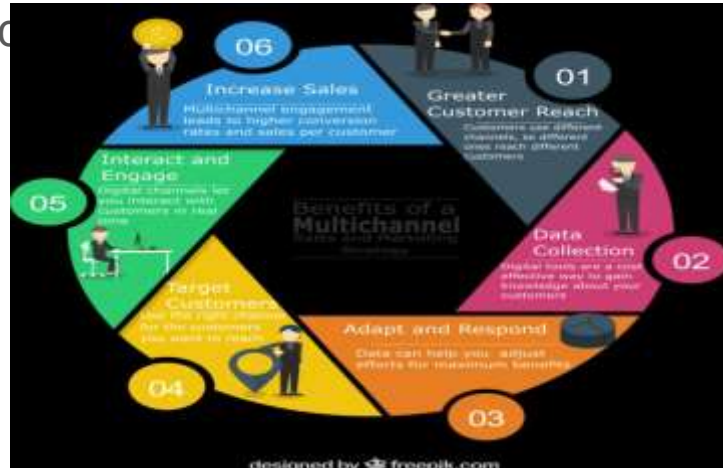 01
Greater
Customer Reach
Customers use different
channels, so different
ones reach different
customers
02
Data
Collection
Digital tools are a cost
effective way to gain
knowledge about your
customers
03
Adapt and Respond
Data can help you adjust
efforts for maximum benefits
04
Target
Customers
Use the right channel
for the customers
you want to reach
05
Interact and
Engage
Digital channels let
you interact with
customers in real
time
06
Increase Sales
Multichannel engagement
leads to higher conversion
rates and sales per customer
Benefits of a
Multichannel
Sales and Marketing
Strategy
designed by freepik.com